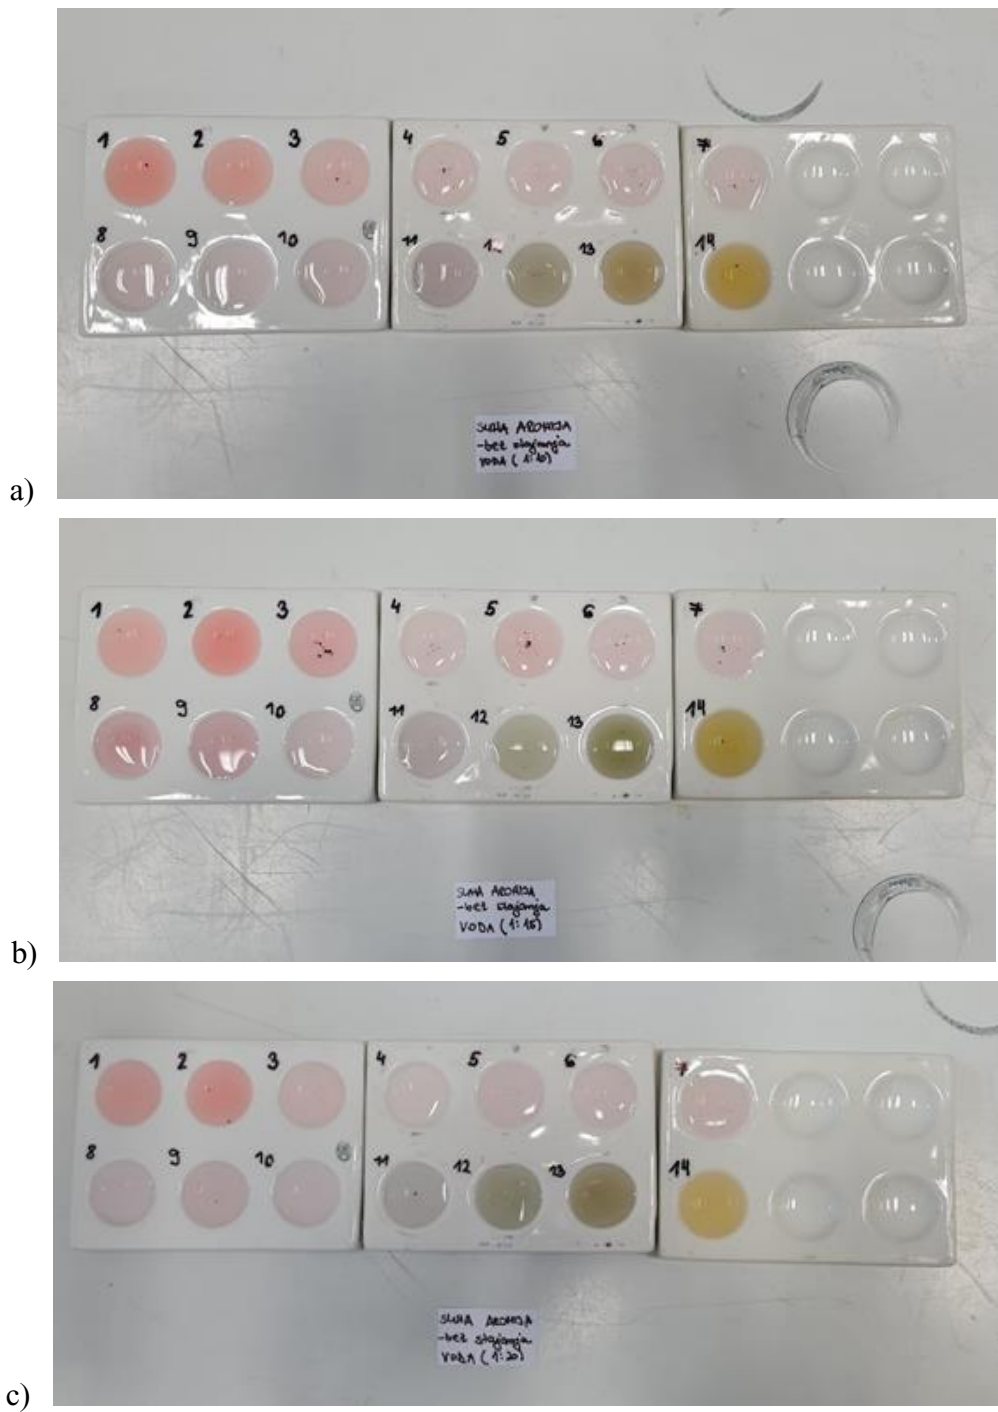 1 2 3 4 5 6 7
8 9 10 11 1 13 14
SUHA ARONIJA
-bez stajanja
VODA (1:10)
a)
1 2 3 4 5 6 7
8 9 10 11 12 13 14
SUHA ARONIJA
-bez stajanja
VODA (1:15)
b)
1 2 3 4 5 6 7
8 9 10 11 12 13 14
SUHA ARONIJA
-bez stajanja
VODA (1:20)
c)